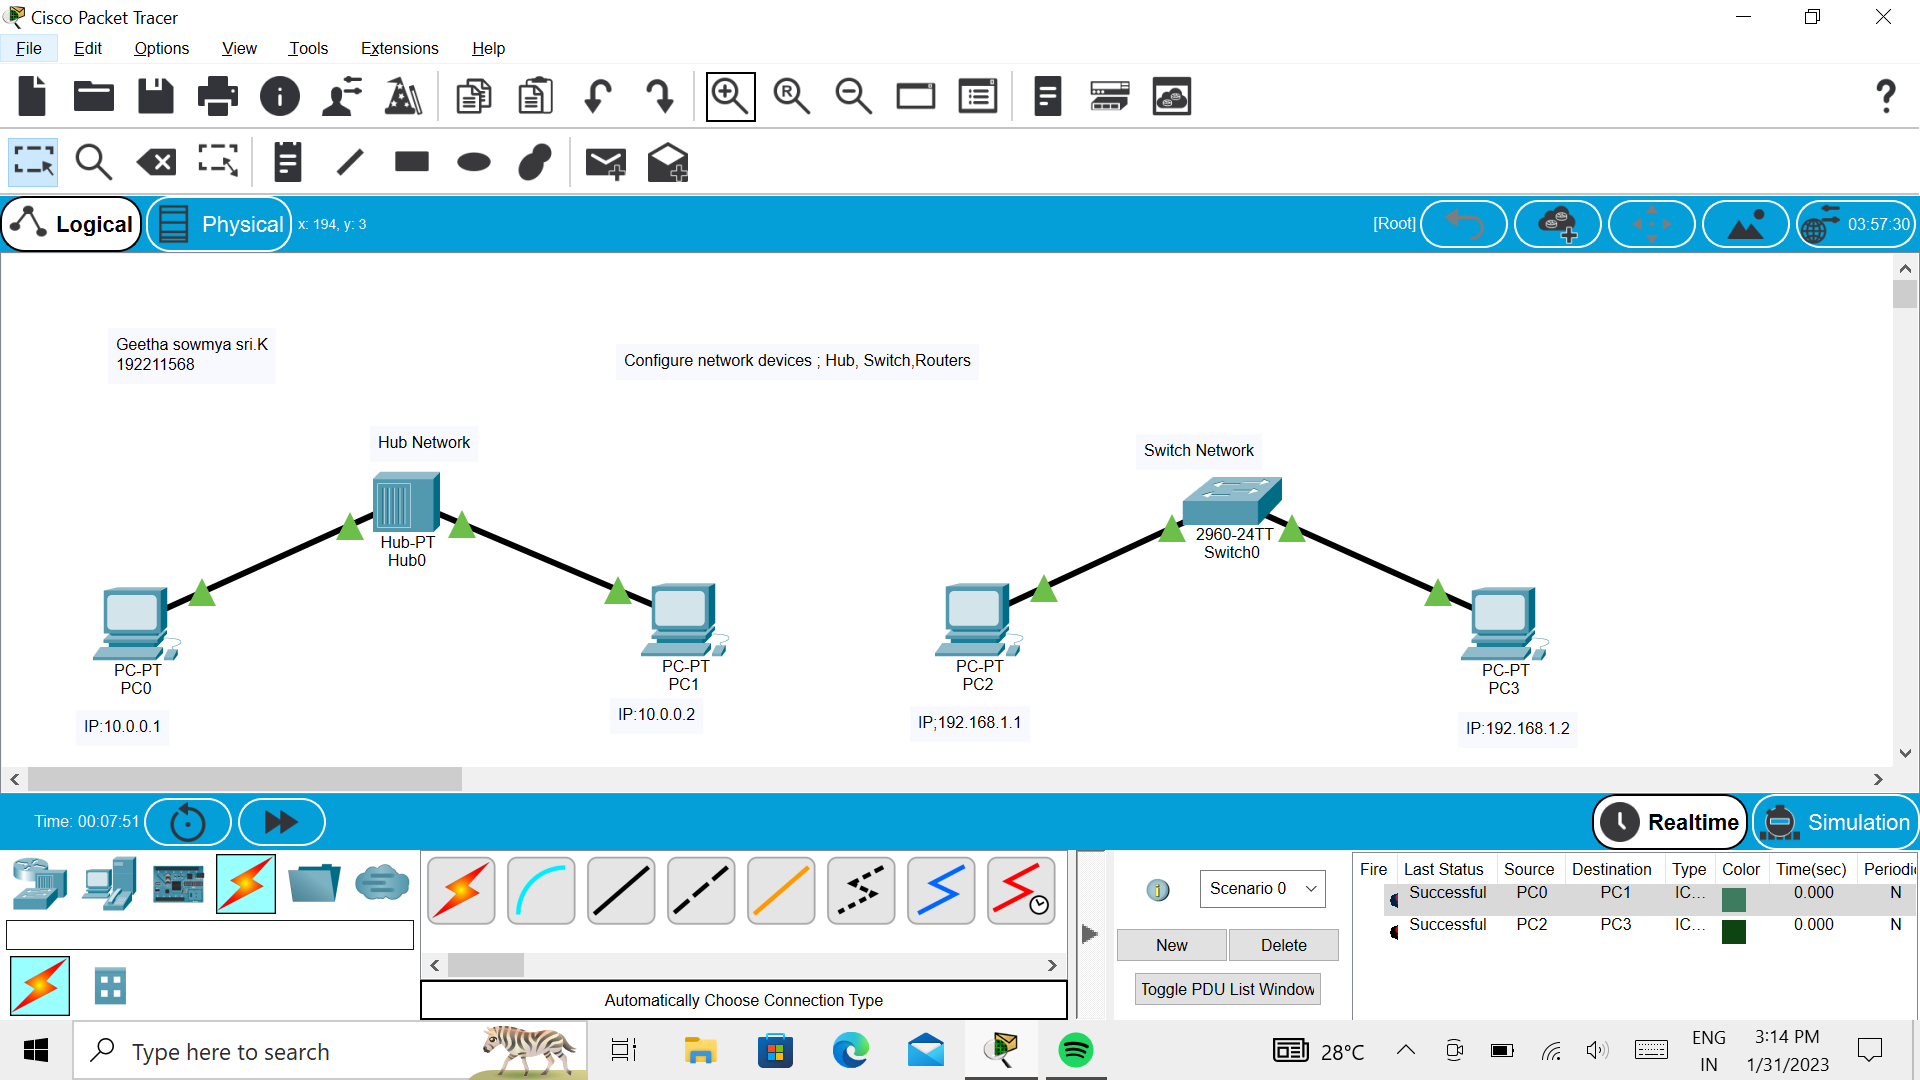 Cisco Packet Tracer
File Edit Options View Tools Extensions Help
R
?
Logical Physical x: 194, y: 3 [Root] 03:57:30
Geetha sowmya sri.K
192211568
Configure network devices ; Hub, Switch,Routers
Hub Network
Switch Network
Hub-PT
Hub0
2960-24TT
Switch0
PC-PT
PC0
PC-PT
PC1
PC-PT
PC2
PC-PT
PC3
IP:10.0.0.1
IP:10.0.0.2
IP;192.168.1.1
IP:192.168.1.2
Time: 00:07:51 Realtime Simulation
Scenario 0
New Delete
Toggle PDU List Window
Fire Last Status Source Destination Type Color Time(sec) Periodic
Successful PC0 PC1 IC... 0.000 N
Successful PC2 PC3 IC... 0.000 N
Automatically Choose Connection Type
Type here to search
28°C
ENG
IN
3:14 PM
1/31/2023